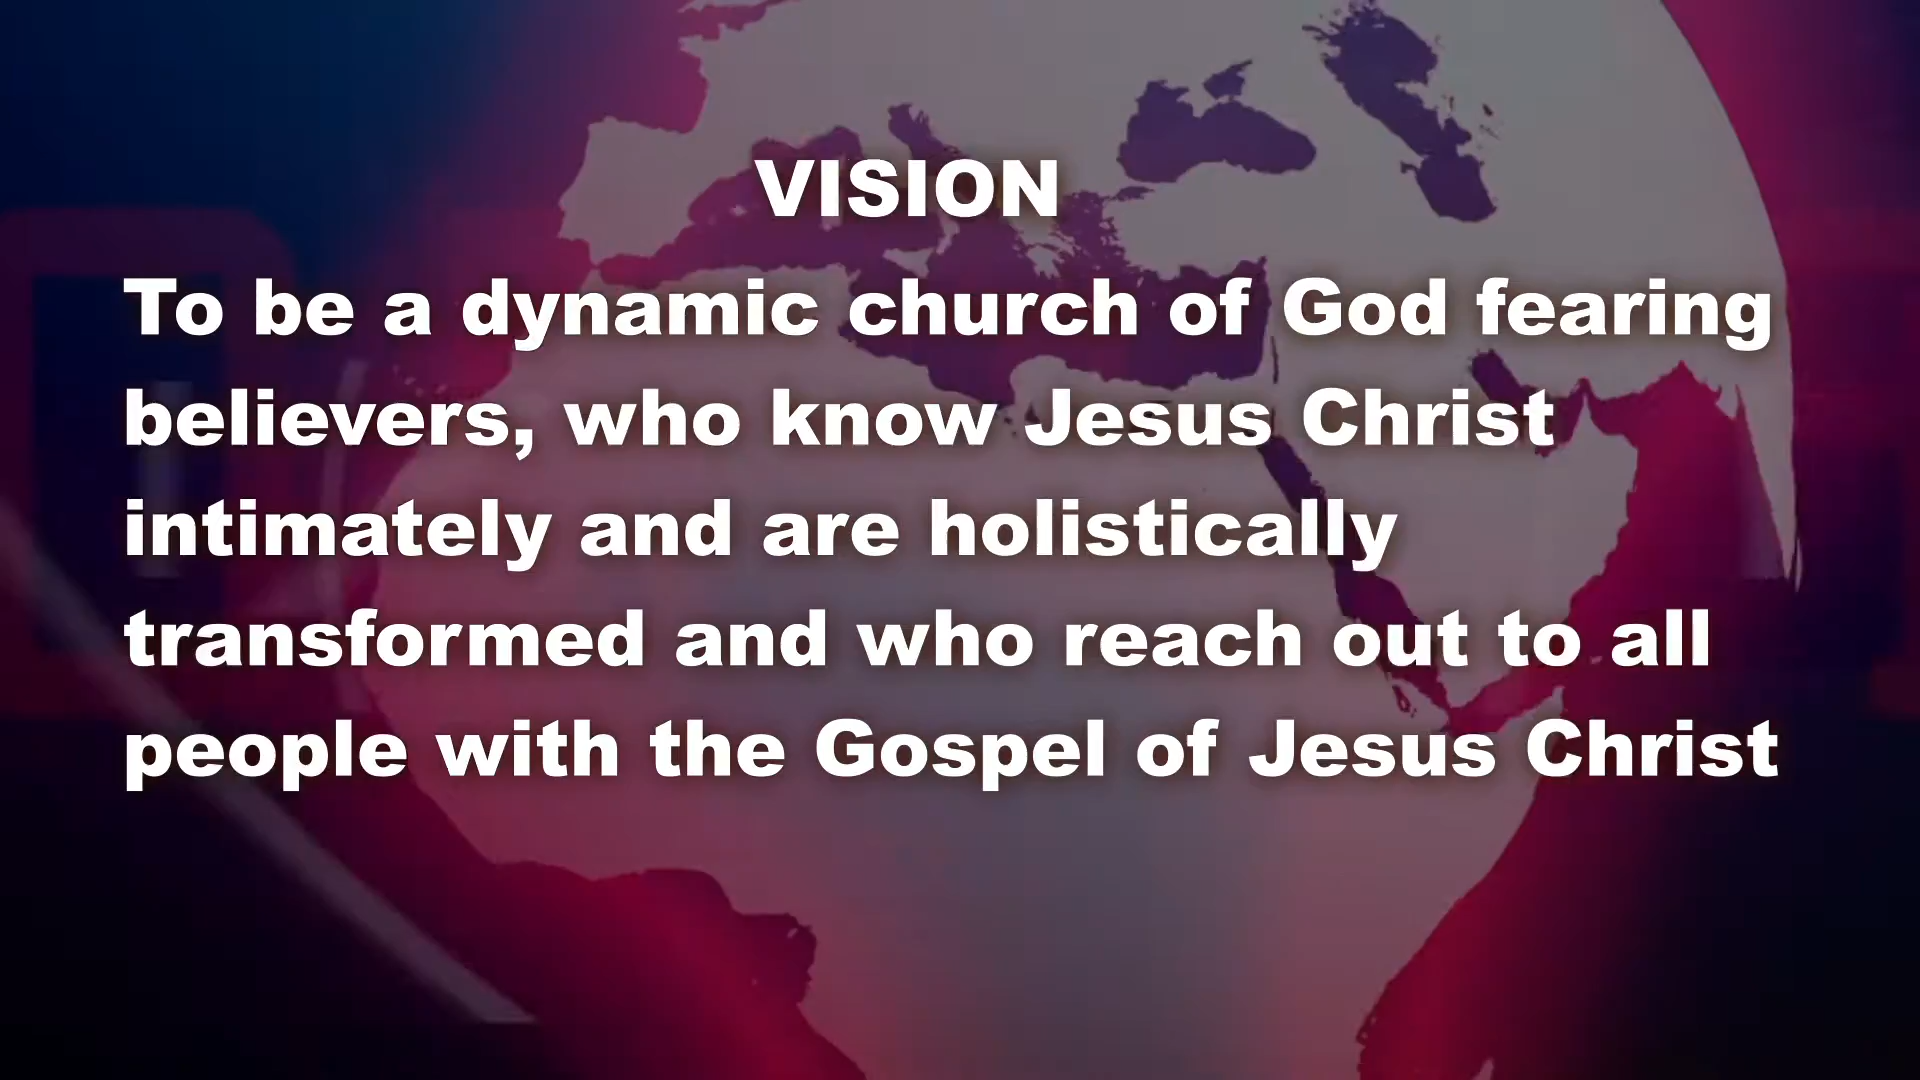 VISION
To be a dynamic church of God fearing
believers, who know Jesus Christ
intimately and are holistically
transformed and who reach out to all
people with the Gospel of Jesus Christ